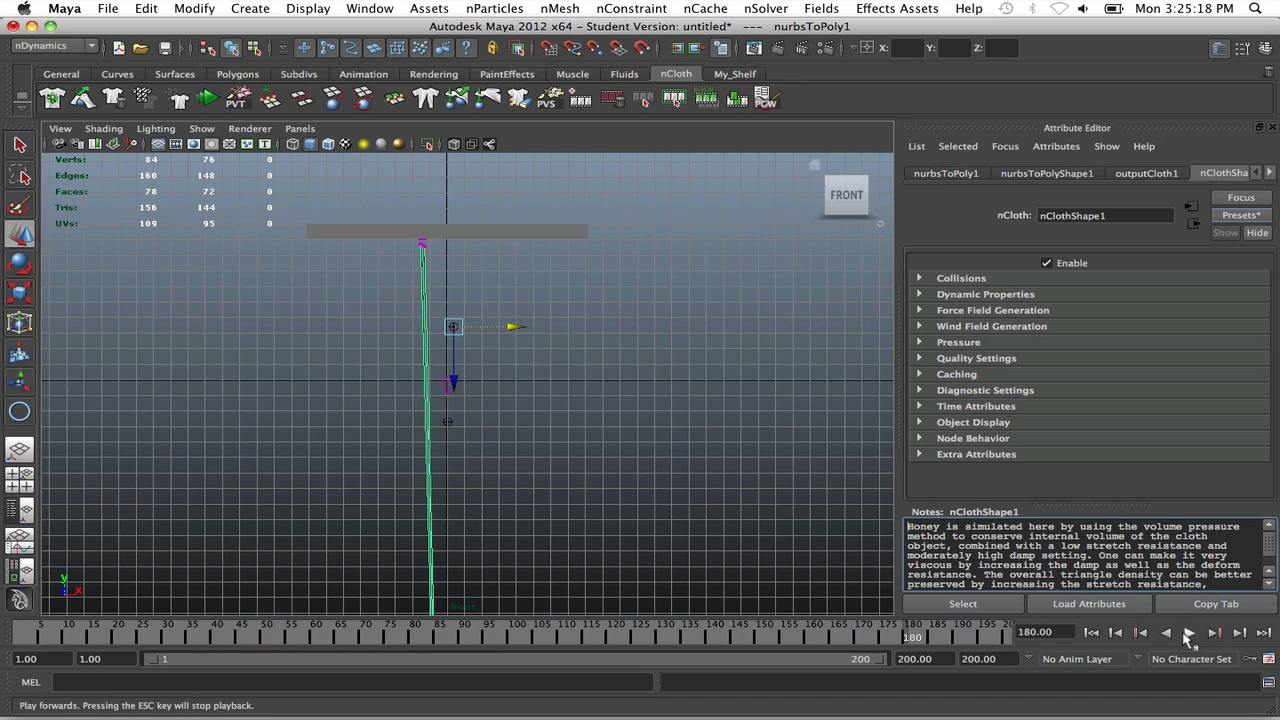 Maya File Edit Modify Create Display Window Assets nParticles nMesh nConstraint nCache nSolver Fields Effects Assets Help Mon 3:25:18 PM
Autodesk Maya 2012 x64 - Student Version: untitled* --- nurbsToPoly1
nDynamics X: Y: Z:
General Curves Surfaces Polygons Subdivs Animation Rendering PaintEffects Muscle Fluids nCloth My_Shelf
PVT PVS PGW
View Shading Lighting Show Renderer Panels
Attribute Editor
List Selected Focus Attributes Show Help
nurbsToPoly1 nurbsToPolyShape1 outputCloth1 nClothSha
Verts: 84 76 0
Edges: 160 148 0
Faces: 78 72 0
Tris: 156 144 0
UVs: 109 95 0
FRONT
Focus
nCloth: nClothShape1 Presets*
Show Hide
Enable
Collisions
Dynamic Properties
Force Field Generation
Wind Field Generation
Pressure
Quality Settings
Caching
Diagnostic Settings
Time Attributes
Object Display
Node Behavior
Extra Attributes
Notes: nClothShape1
Honey is simulated here by using the volume pressure
method to conserve internal volume of the cloth
object, combined with a low stretch resistance and
moderately high damp setting. One can make it very
viscous by increasing the damp as well as the deform
resistance. The overall triangle density can be better
preserved by increasing the stretch resistance,
y x
front
Select Load Attributes Copy Tab
5 10 15 20 25 30 35 40 45 50 55 60 65 70 75 80 85 90 95 100 105 110 115 120 125 130 135 140 145 150 155 160 165 170 175 180 185 190 195 20
180
180.00
1.00 1.00 1 200 200.00 200.00 No Anim Layer No Character Set
MEL
Play forwards. Pressing the ESC key will stop playback.